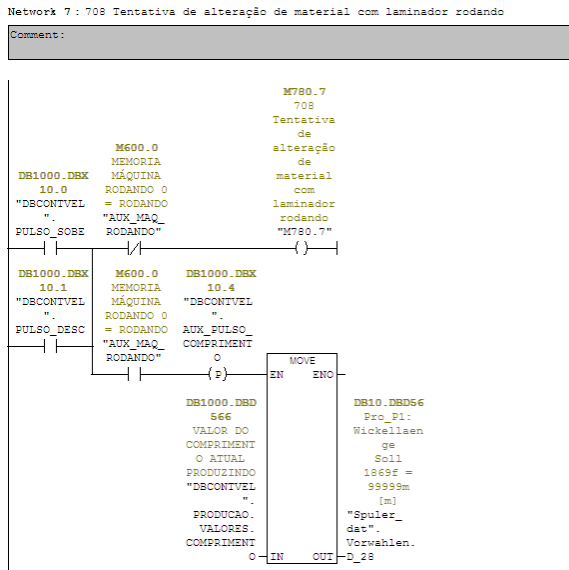 Network 7 : 708 Tentativa de alteração de material com laminador rodando
Comment:
M780.7
708
Tentativa
de
alteração
de
material
com
laminador
rodando
"M780.7"
M600.0
MEMORIA
MÁQUINA
RODANDO 0
= RODANDO
"AUX_MAQ_
RODANDO"
DB1000.DBX
10.0
"DBCONTVEL
".
PULSO_SOBE
DB1000.DBX
10.1
"DBCONTVEL
".
PULSO_DESC
M600.0
MEMORIA
MÁQUINA
RODANDO 0
= RODANDO
"AUX_MAQ_
RODANDO"
DB1000.DBX
10.4
"DBCONTVEL
".
AUX_PULSO_
COMPRIMENT
O
P
MOVE
EN ENO
DB1000.DBD
566
VALOR DO
COMPRIMENT
O ATUAL
PRODUZINDO
"DBCONTVEL
".
PRODUCAO.
VALORES.
COMPRIMENT
O
IN OUT
DB10.DBD56
Pro_P1:
Wickellaen
ge
Soll
1869f =
99999m
[m]
"Spuler_
dat".
Vorwahlen.
D_28